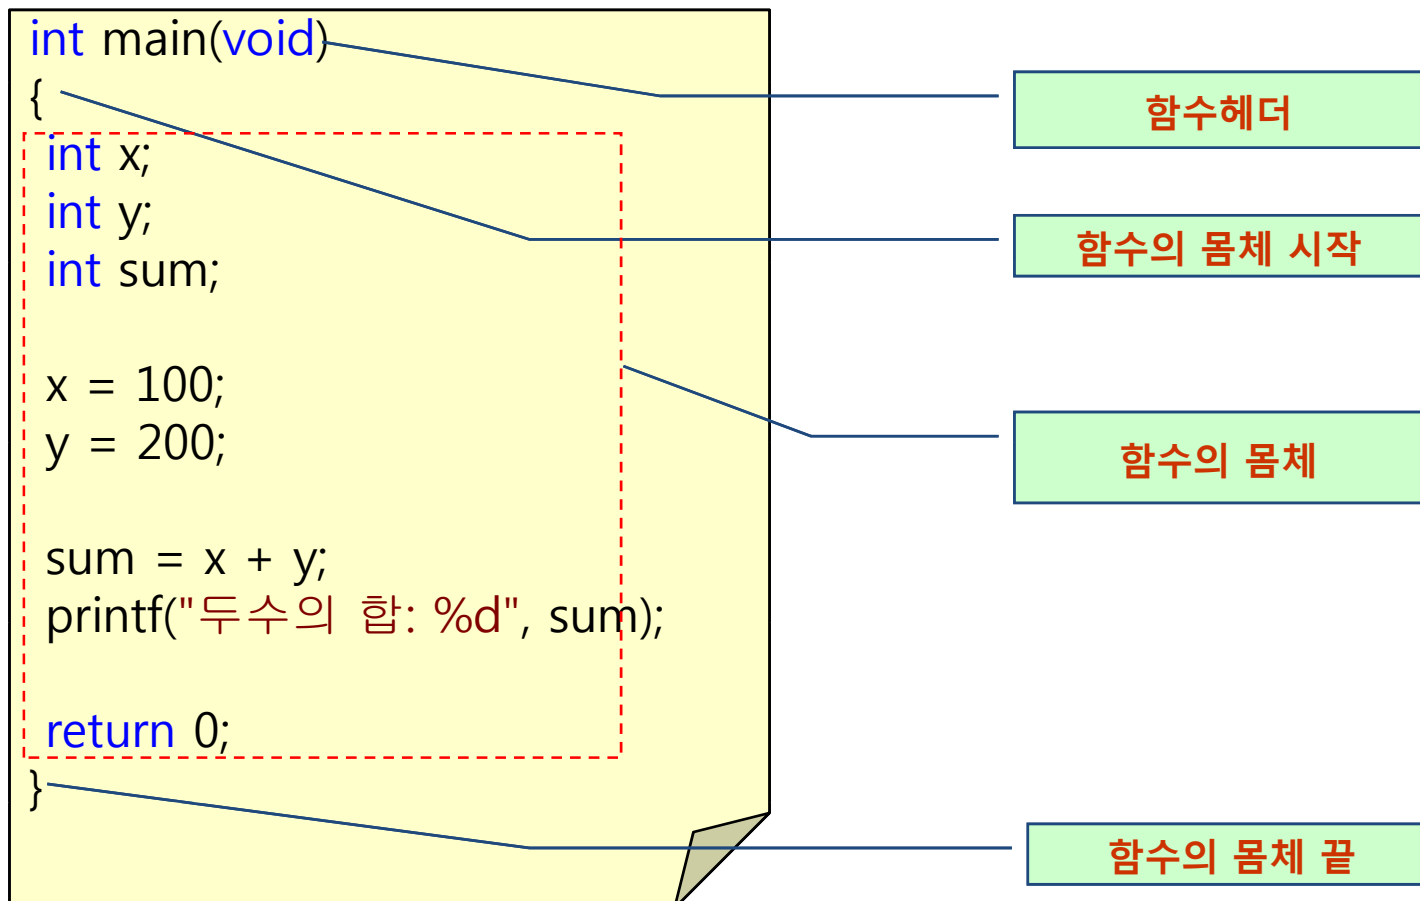 int main(void)
{
int x;
int y;
int sum;
x = 100;
y = 200;
sum = x + y;
printf("두수의 합: %d", sum);
return 0;
}
함수헤더
함수의 몸체 시작
함수의 몸체
함수의 몸체 끝